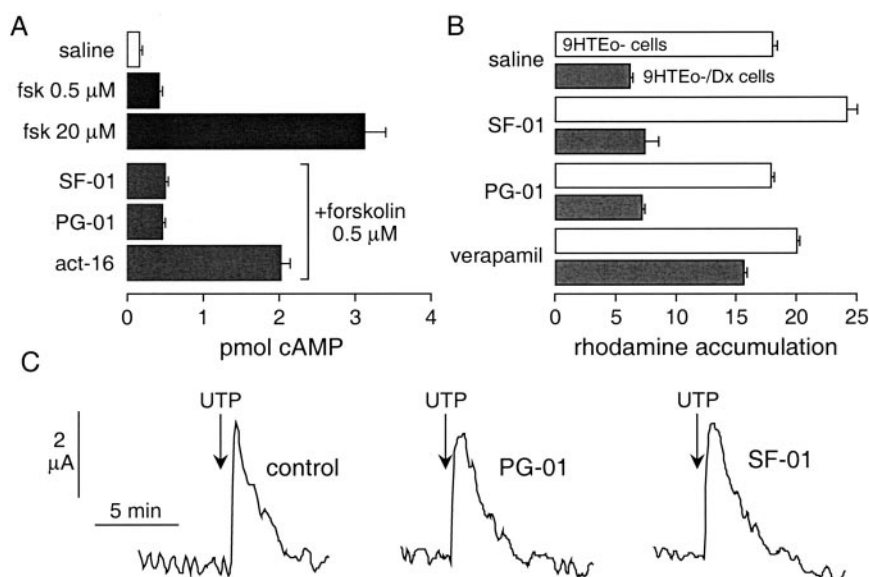 A
saline
fsk 0.5 µM
fsk 20 µM
SF-01
PG-01
act-16
+forskolin
0.5 µM
0 1 2 3 4
pmol cAMP
B
saline
9HTEo- cells
9HTEo-/Dx cells
SF-01
PG-01
verapamil
0 5 10 15 20 25
rhodamine accumulation
C
2
µA
5 min
UTP
control
UTP
PG-01
UTP
SF-01